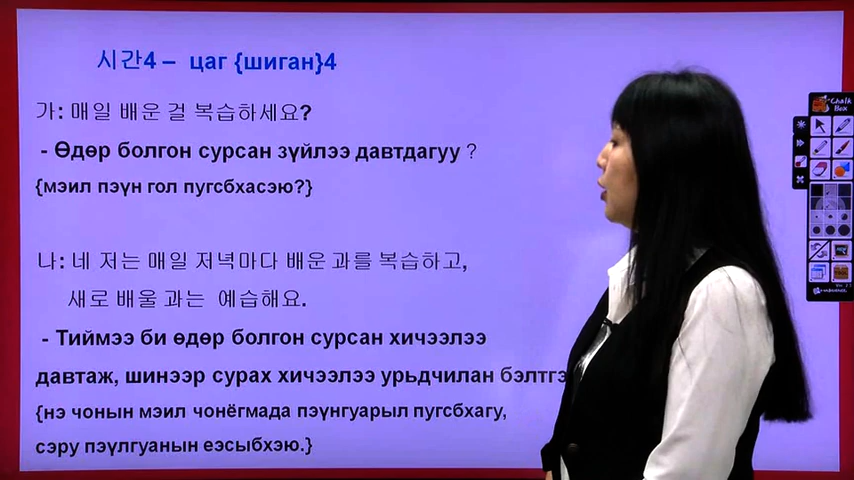 시간4 – цаг {шиган}4
가: 매일 배운 걸 복습하세요?
- Өдөр болгон сурсан зүйлээ давтдагуу ?
{мэил пэүн гол пугсбхасэю?}
나: 네 저는 매일 저녁마다 배운 과를 복습하고,
새로 배울 과는 예습해요.
- Тиймээ би өдөр болгон сурсан хичээлээ
давтаж, шинээр сурах хичээлээ урьдчилан бэлтгэ
{нэ чонын мэил чонёгмада пэүнгуарыл пугсбхагу,
сэру пэүлгуанын еэсыбхэю.}
Chalk
Box